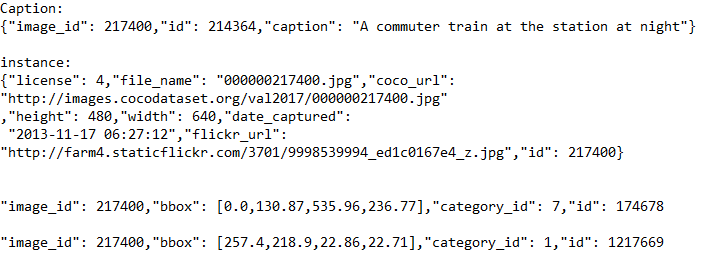 Caption:
{"image_id": 217400,"id": 214364,"caption": "A commuter train at the station at night"}
instance:
{"license": 4,"file_name": "000000217400.jpg","coco_url":
"http://images.cocodataset.org/val2017/000000217400.jpg"
,"height": 480,"width": 640,"date_captured":
"2013-11-17 06:27:12","flickr_url":
"http://farm4.staticflickr.com/3701/9998539994_ed1c0167e4_z.jpg","id": 217400}
"image_id": 217400,"bbox": [0.0,130.87,535.96,236.77],"category_id": 7,"id": 174678
"image_id": 217400,"bbox": [257.4,218.9,22.86,22.71],"category_id": 1,"id": 1217669